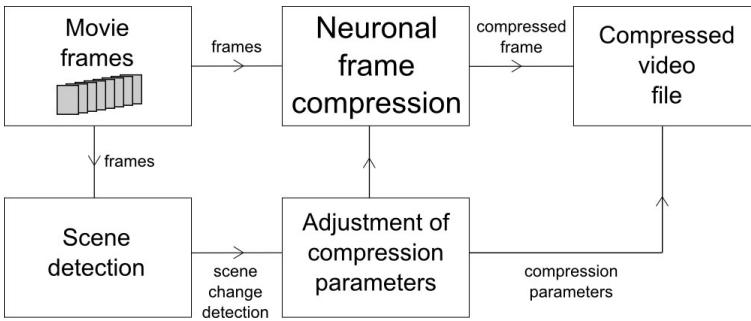 Movie
frames
frames
Neuronal
frame
compression
compressed
frame
Compressed
video
file
frames
Scene
detection
scene
change
detection
Adjustment of
compression
parameters
compression
parameters